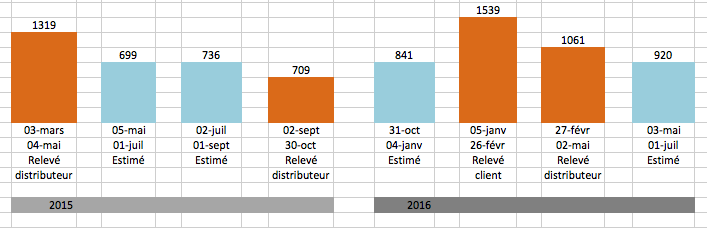 1319
699
736
709
841
1539
1061
920
03-mars
04-mai
Relevé
distributeur
05-mai
01-juil
Estimé
02-juil
01-sept
Estimé
02-sept
30-oct
Relevé
distributeur
31-oct
04-janv
Estimé
05-janv
26-févr
Relevé
client
27-févr
02-mai
Relevé
distributeur
03-mai
01-juil
Estimé
2015
2016